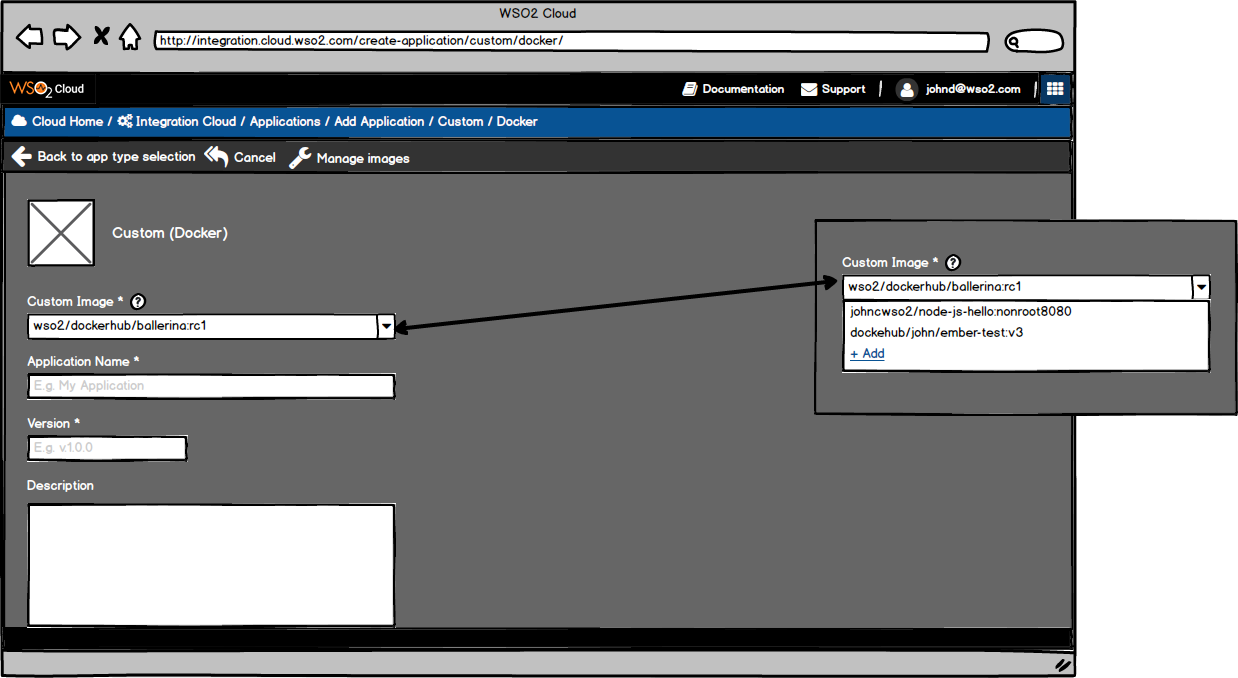 WSO2 Cloud
http://integration.cloud.wso2.com/create-application/custom/docker/
WSO2 Cloud
Documentation
Support
johnd@wso2.com
Cloud Home / Integration Cloud / Applications / Add Application / Custom / Docker
Back to app type selection
Cancel
Manage images
Custom (Docker)
Custom Image * ?
wso2/dockerhub/ballerina:rc1
Application Name *
E.g. My Application
Version *
E.g. v.1.0.0
Description
Custom Image * ?
wso2/dockerhub/ballerina:rc1
johncwso2/node-js-hello:nonroot8080
dockehub/john/ember-test:v3
+ Add